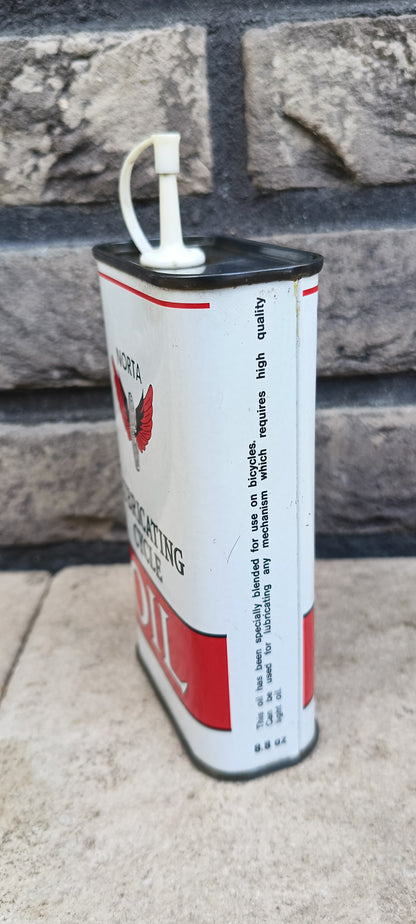 NORTA
BRICATING
CYCLE
OIL
This oil has been specially blended for use on bicycles.
Can be used for lubricating any mechanism which requires high quality
light oil.
8.8 oz.